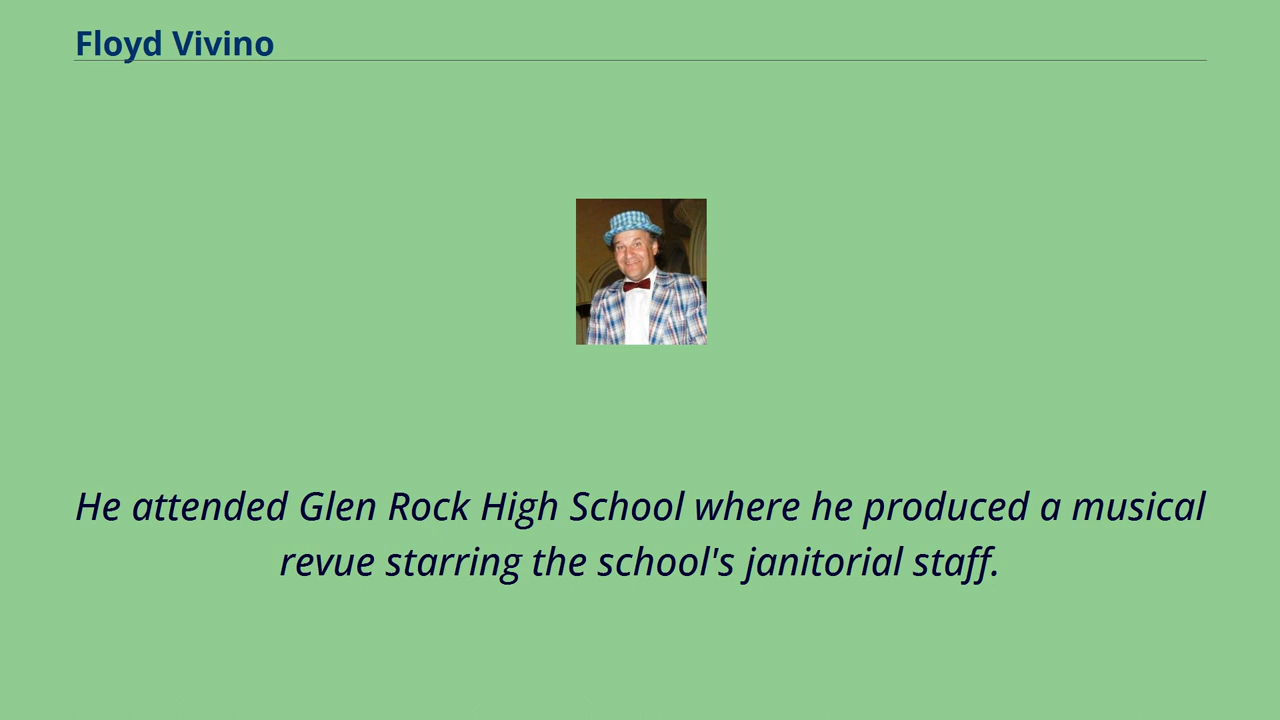 Floyd Vivino
He attended Glen Rock High School where he produced a musical
revue starring the school's janitorial staff.